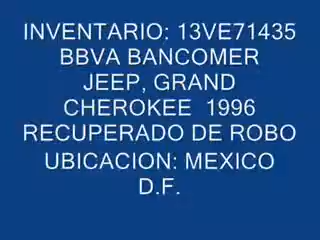 INVENTARIO: 13VE71435
BBVA BANCOMER
JEEP, GRAND
CHEROKEE 1996
RECUPERADO DE ROBO
UBICACION: MEXICO
D.F.